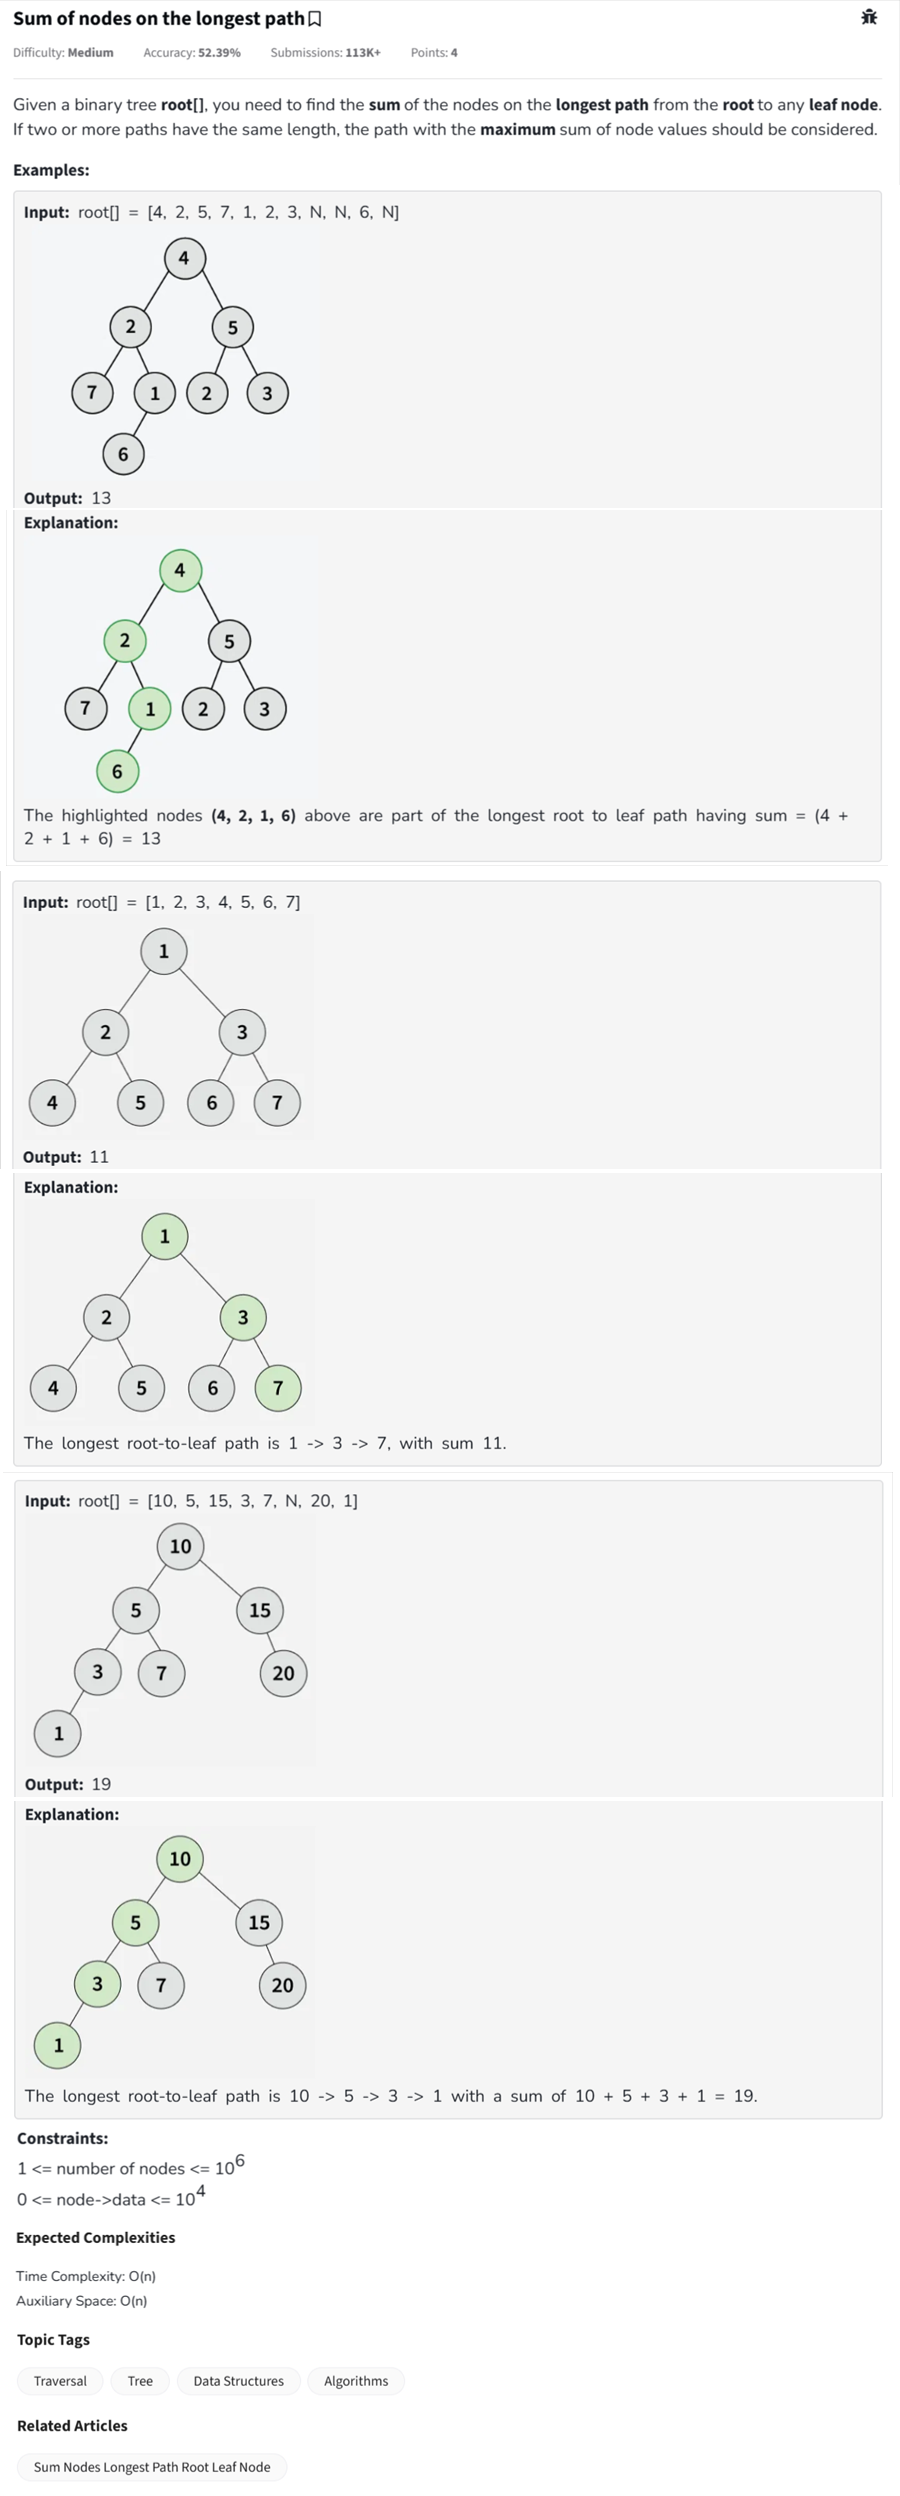 Sum of nodes on the longest path
Difficulty: Medium Accuracy: 52.39% Submissions: 113K+ Points: 4
Given a binary tree root[], you need to find the sum of the nodes on the longest path from the root to any leaf node.
If two or more paths have the same length, the path with the maximum sum of node values should be considered.
Examples:
Input: root[] = [4, 2, 5, 7, 1, 2, 3, N, N, 6, N]
4
2 5
7 1 2 3
6
Output: 13
Explanation:
4
2 5
7 1 2 3
6
The highlighted nodes (4, 2, 1, 6) above are part of the longest root to leaf path having sum = (4 +
2 + 1 + 6) = 13
Input: root[] = [1, 2, 3, 4, 5, 6, 7]
1
2 3
4 5 6 7
Output: 11
Explanation:
1
2 3
4 5 6 7
The longest root-to-leaf path is 1 -> 3 -> 7, with sum 11.
Input: root[] = [10, 5, 15, 3, 7, N, 20, 1]
10
5 15
3 7 20
1
Output: 19
Explanation:
10
5 15
3 7 20
1
The longest root-to-leaf path is 10 -> 5 -> 3 -> 1 with a sum of 10 + 5 + 3 + 1 = 19.
Constraints:
1 <= number of nodes <= 10^6
0 <= node->data <= 10^4
Expected Complexities
Time Complexity: O(n)
Auxiliary Space: O(n)
Topic Tags
Traversal Tree Data Structures Algorithms
Related Articles
Sum Nodes Longest Path Root Leaf Node